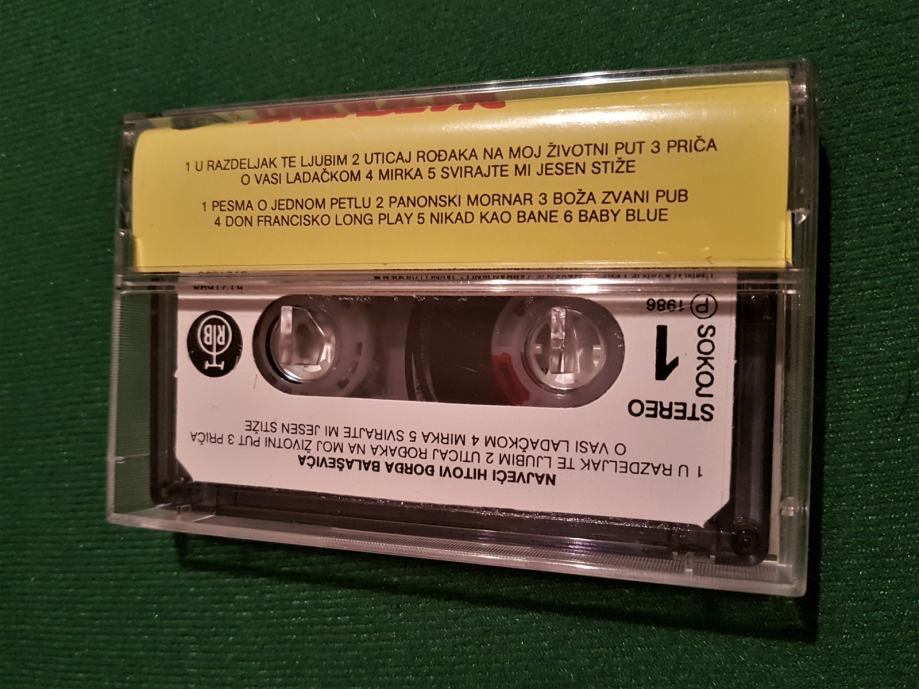 1 U RAZDELJAK TE LJUBIM 2 UTICAJ ROĐAKA NA MOJ ŽIVOTNI PUT 3 PRIČA
O VASI LADAČKOM 4 MIRKA 5 SVIRAJTE MI JESEN STIŽE
1 PESMA O JEDNOM PETLU 2 PANONSKI MORNAR 3 BOŽA ZVANI PUB
4 DON FRANCISKO LONG PLAY 5 NIKAD KAO BANE 6 BABY BLUE
NAJVEĆI HITOVI ĐORĐA BALAŠEVIĆA
1 U RAZDELJAK TE LJUBIM 2 UTICAJ ROĐAKA NA MOJ ŽIVOTNI PUT 3 PRIČA
O VASI LADAČKOM 4 MIRKA 5 SVIRAJTE MI JESEN STIŽE
STEREO
1
SOKOJ
℗ 1986
RTB